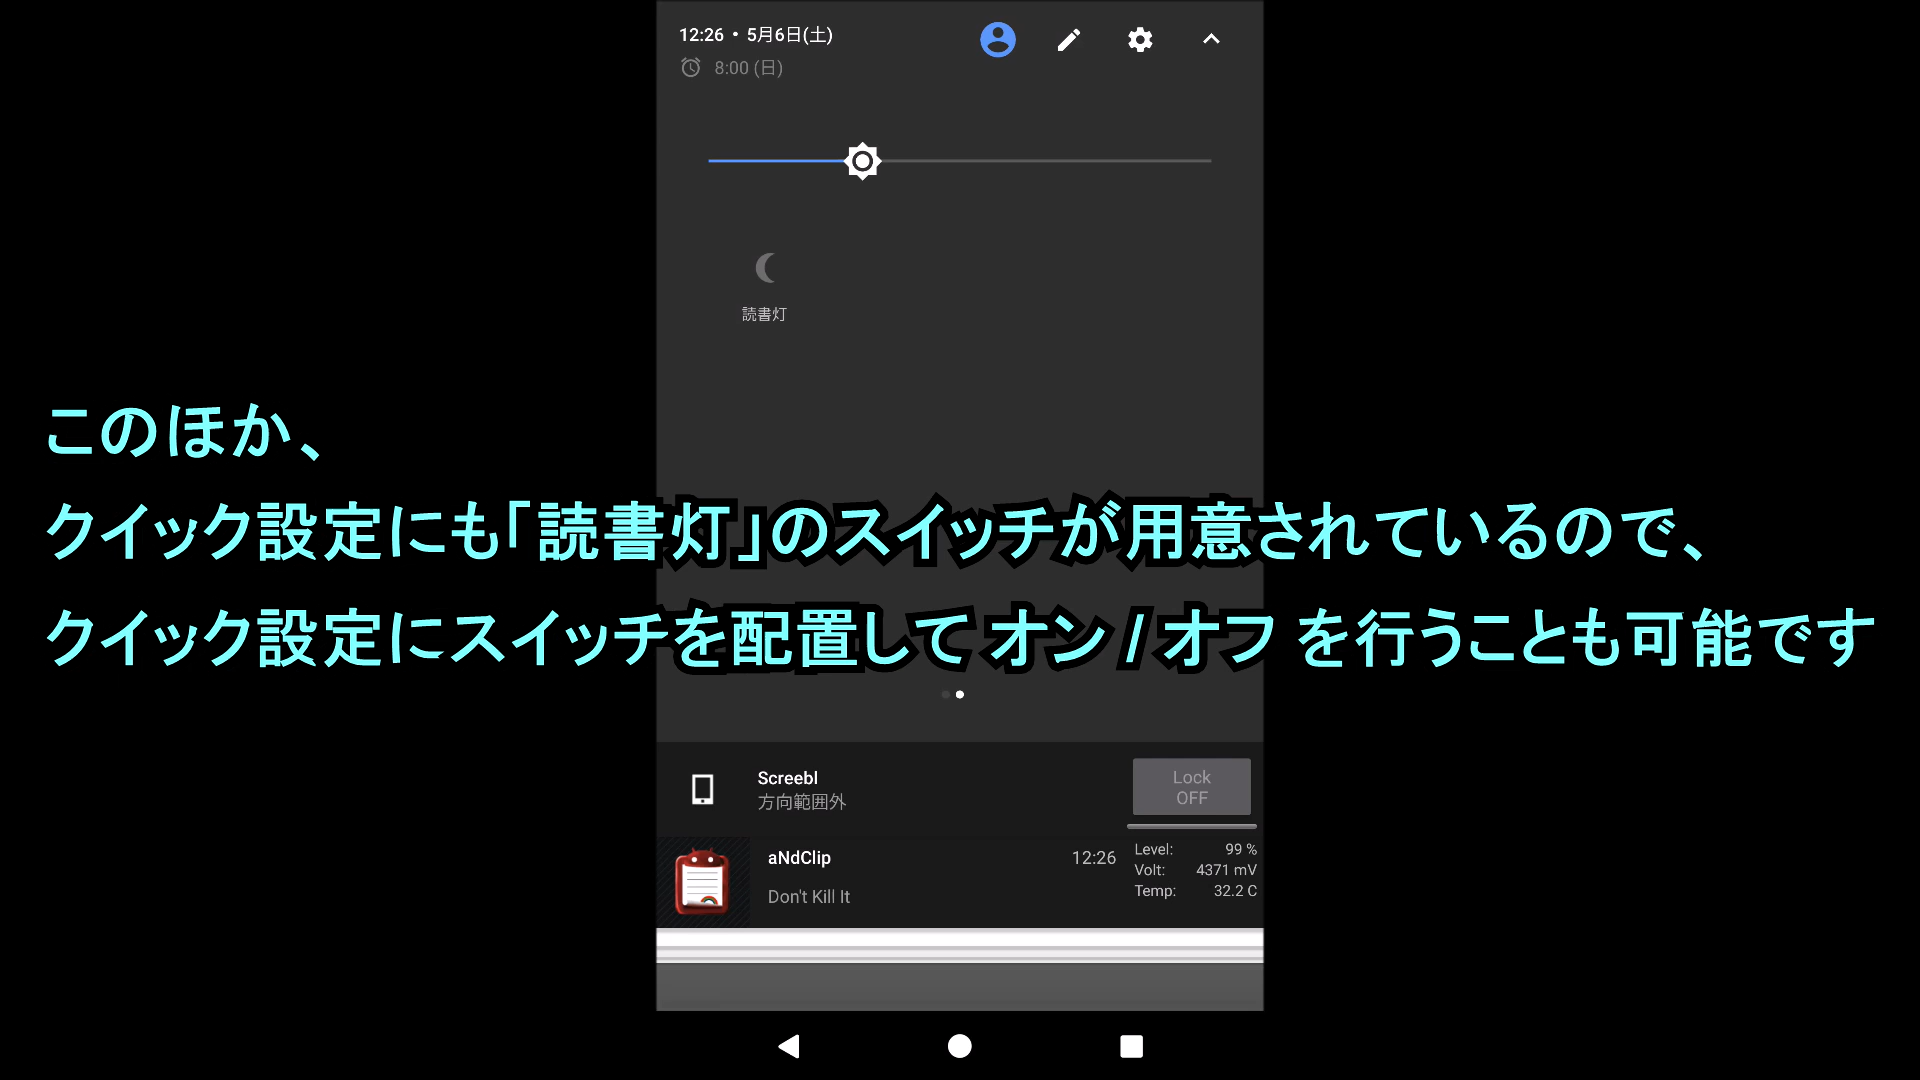 12:26 • 5月6日(土)
8:00 (日)
読書灯
このほか、
クイック設定にも「読書灯」のスイッチが用意されているので、
クイック設定にスイッチを配置して オン / オフ を行うことも可能です
Screebl
方向範囲外
Lock
OFF
aNdClip
12:26
Don't Kill It
Level: 99 %
Volt: 4371 mV
Temp: 32.2 C